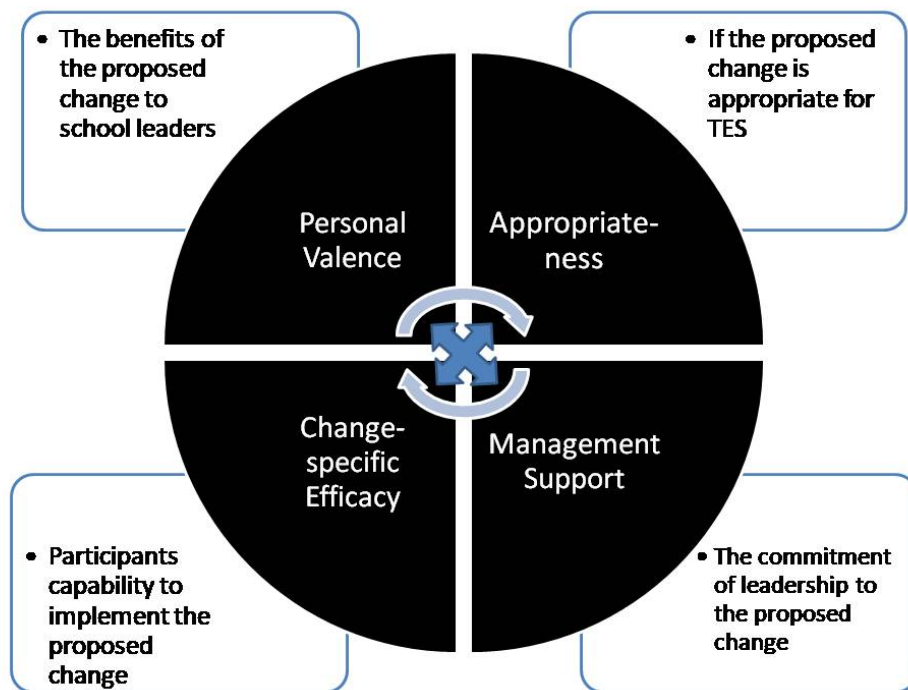 • The benefits of
the proposed
change to
school leaders
• If the proposed
change is
appropriate for
TES
Personal
Valence
Appropriate-
ness
Change-
specific
Efficacy
Management
Support
• Participants
capability to
implement the
proposed
change
• The commitment
of leadership to
the proposed
change